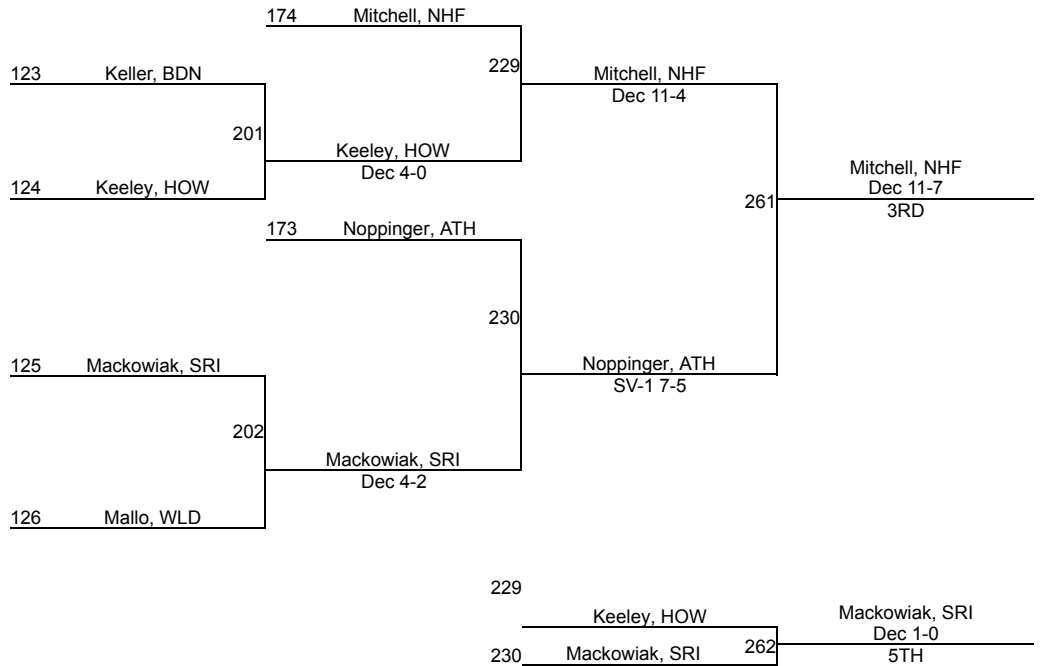 174 Mitchell, NHF
123 Keller, BDN
229
Mitchell, NHF
Dec 11-4
201
Keeley, HOW
Dec 4-0
124 Keeley, HOW
Mitchell, NHF
Dec 11-7
3RD
261
173 Noppinger, ATH
230
125 Mackowiak, SRI
Noppinger, ATH
SV-1 7-5
202
Mackowiak, SRI
Dec 4-2
126 Mallo, WLD
229
Keeley, HOW
Mackowiak, SRI
Dec 1-0
5TH
262
230 Mackowiak, SRI